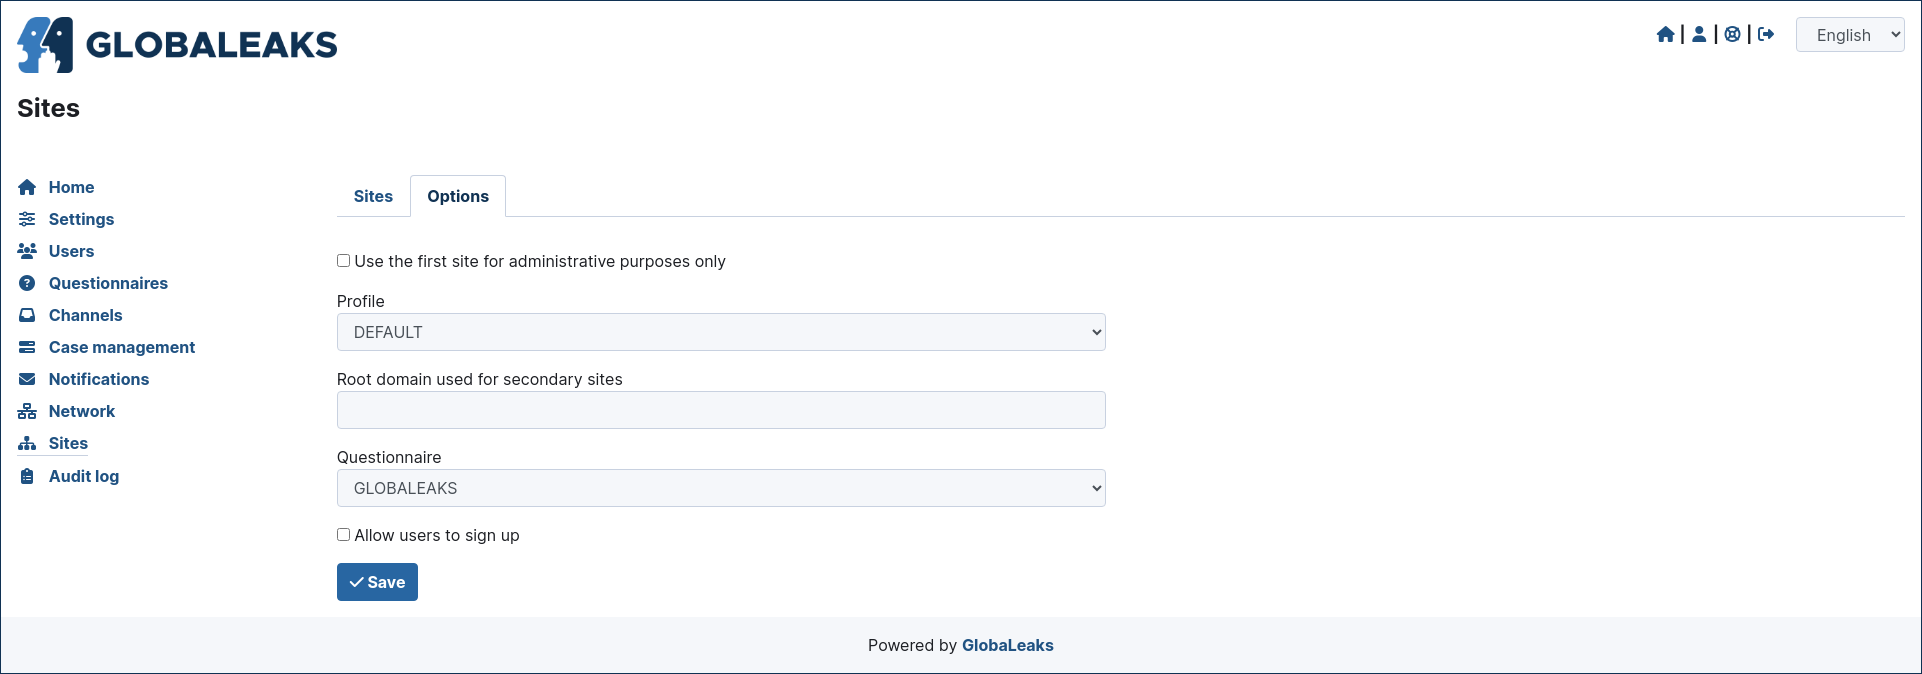 GLOBALEAKS
English
Sites
Home
Settings
Users
Questionnaires
Channels
Case management
Notifications
Network
Sites
Audit log
Sites
Options
Use the first site for administrative purposes only
Profile
DEFAULT
Root domain used for secondary sites
Questionnaire
GLOBALEAKS
Allow users to sign up
Save
Powered by GlobaLeaks